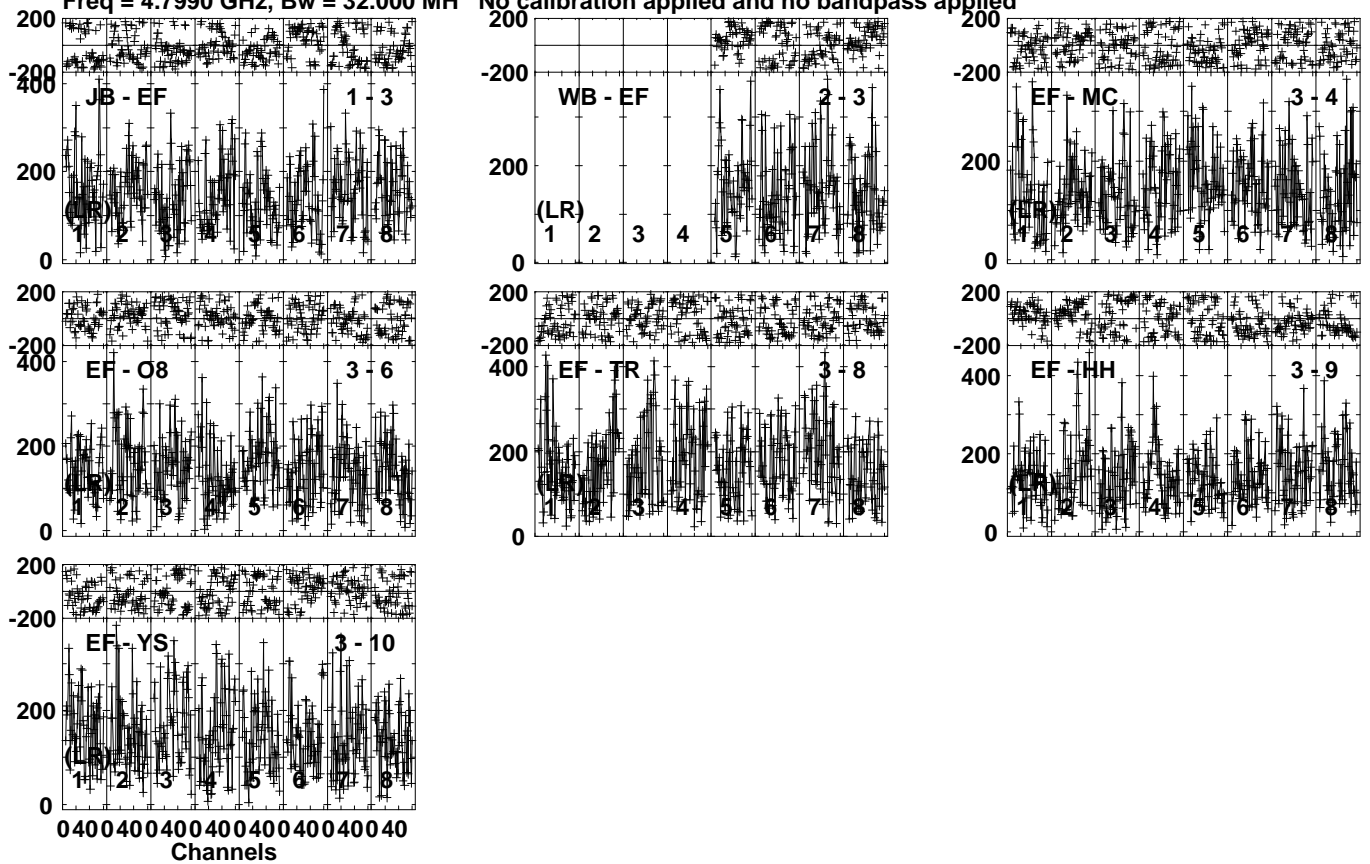 Freq = 4.7990 GHz, Bw = 32.000 MH No calibration applied and no bandpass applied
200
-200
400
200
0
JB - EF 1 - 3
(LR)
1 2 3 4 5 6 7 8
200
-200
200
0
WB - EF 2 - 3
(LR)
1 2 3 4 5 6 7 8
200
-200
200
0
EF - MC 3 - 4
(LR)
1 2 3 4 5 6 7 8
200
-200
400
200
0
EF - O8 3 - 6
(LR)
1 2 3 4 5 6 7 8
200
-200
400
200
0
EF - TR 3 - 8
(LR)
1 2 3 4 5 6 7 8
200
-200
400
200
0
EF - HH 3 - 9
(LR)
1 2 3 4 5 6 7 8
200
-200
200
0
EF - YS 3 - 10
(LR)
1 2 3 4 5 6 7 8
0 40 0 40 0 40 0 40 0 40 0 40 0 40 0 40
Channels